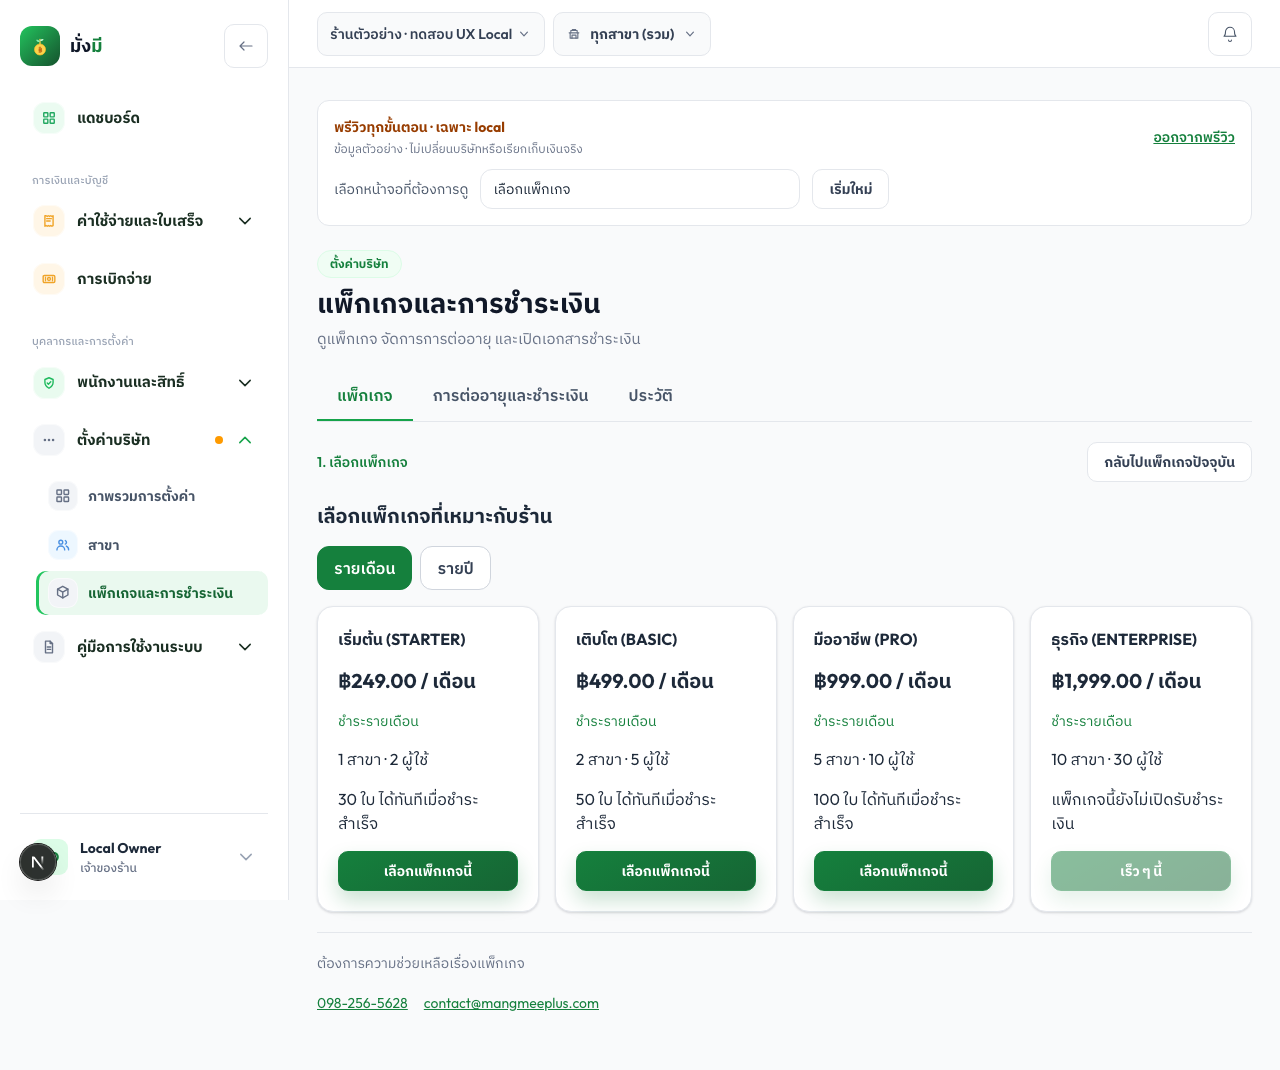 มั่งมี
ร้านตัวอย่าง · ทดสอบ UX Local
ทุกสาขา (รวม)
แดชบอร์ด
การเงินและบัญชี
ค่าใช้จ่ายและใบเสร็จ
การเบิกจ่าย
บุคลากรและการตั้งค่า
พนักงานและสิทธิ์
ตั้งค่าบริษัท
ภาพรวมการตั้งค่า
สาขา
แพ็กเกจและการชำระเงิน
คู่มือการใช้งานระบบ
N
Local Owner
เจ้าของร้าน
พรีวิวทุกขั้นตอน · เฉพาะ local
ข้อมูลตัวอย่าง · ไม่เปลี่ยนบริษัทหรือเรียกเก็บเงินจริง
ออกจากพรีวิว
เลือกหน้าจอที่ต้องการดู
เลือกแพ็กเกจ
เริ่มใหม่
ตั้งค่าบริษัท
แพ็กเกจและการชำระเงิน
ดูแพ็กเกจ จัดการการต่ออายุ และเปิดเอกสารชำระเงิน
แพ็กเกจ
การต่ออายุและชำระเงิน
ประวัติ
1. เลือกแพ็กเกจ
กลับไปแพ็กเกจปัจจุบัน
เลือกแพ็กเกจที่เหมาะกับร้าน
รายเดือน
รายปี
เริ่มต้น (STARTER)
฿249.00 / เดือน
ชำระรายเดือน
1 สาขา · 2 ผู้ใช้
30 ใบ ได้ทันทีเมื่อชำระ
สำเร็จ
เลือกแพ็กเกจนี้
เติบโต (BASIC)
฿499.00 / เดือน
ชำระรายเดือน
2 สาขา · 5 ผู้ใช้
50 ใบ ได้ทันทีเมื่อชำระ
สำเร็จ
เลือกแพ็กเกจนี้
มืออาชีพ (PRO)
฿999.00 / เดือน
ชำระรายเดือน
5 สาขา · 10 ผู้ใช้
100 ใบ ได้ทันทีเมื่อชำระ
สำเร็จ
เลือกแพ็กเกจนี้
ธุรกิจ (ENTERPRISE)
฿1,999.00 / เดือน
ชำระรายเดือน
10 สาขา · 30 ผู้ใช้
แพ็กเกจนี้ยังไม่เปิดรับชำระ
เงิน
เร็ว ๆ นี้
ต้องการความช่วยเหลือเรื่องแพ็กเกจ
098-256-5628
contact@mangmeeplus.com